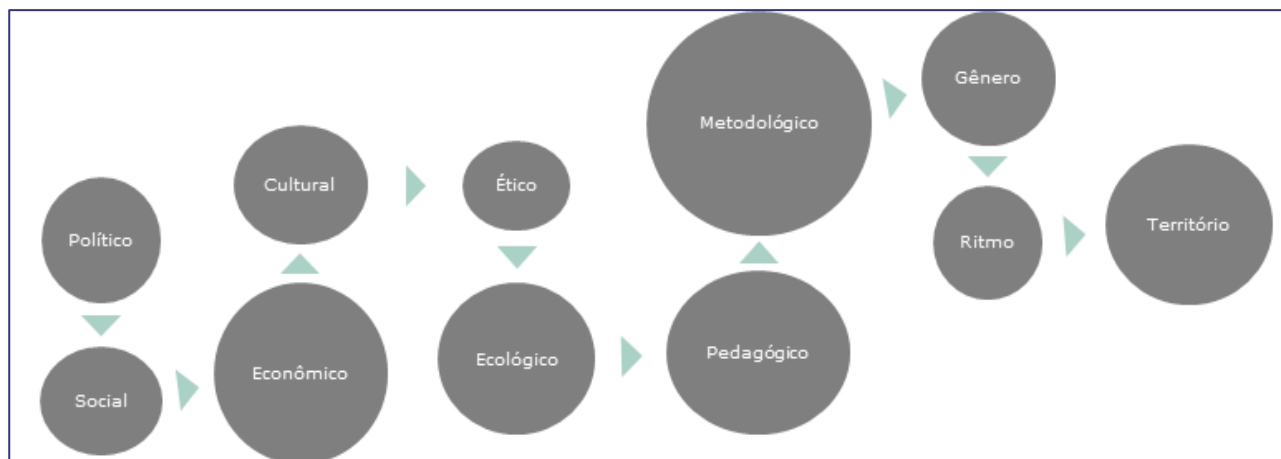 Político
Social
Econômico
Cultural
Ético
Ecológico
Pedagógico
Metodológico
Gênero
Ritmo
Território